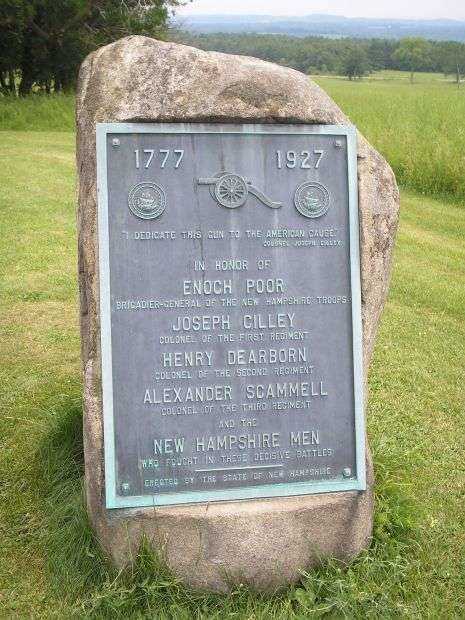 1777 1927
"I DEDICATE THIS GUN TO THE AMERICAN CAUSE."
COLONEL JOSEPH CILLEY
IN HONOR OF
ENOCH POOR
BRIGADIER-GENERAL OF THE NEW HAMPSHIRE TROOPS
JOSEPH CILLEY
COLONEL OF THE FIRST REGIMENT
HENRY DEARBORN
COLONEL OF THE SECOND REGIMENT
ALEXANDER SCAMMELL
COLONEL OF THE THIRD REGIMENT
AND THE
NEW HAMPSHIRE MEN
WHO FOUGHT IN THESE DECISIVE BATTLES
ERECTED BY THE STATE OF NEW HAMPSHIRE